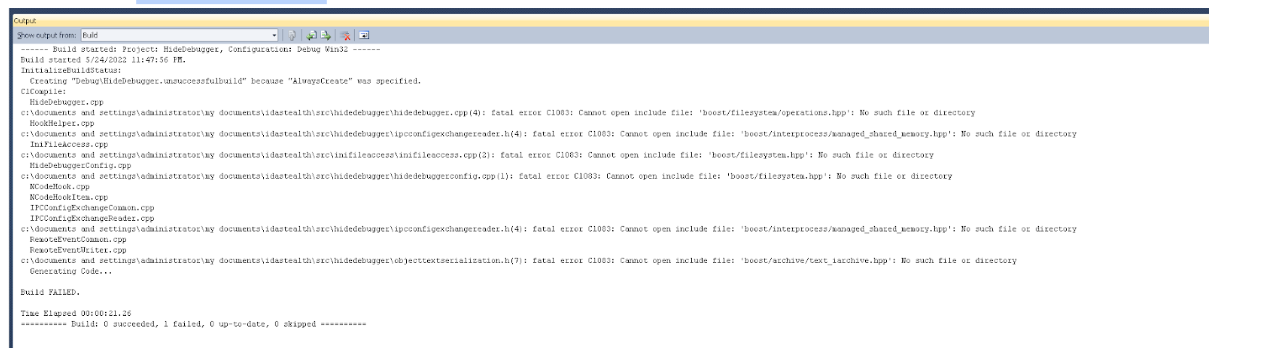 Output
Show output from: Build
------ Build started: Project: HideDebugger, Configuration: Debug Win32 ------
Build started 5/24/2022 11:47:56 PM.
InitializeBuildStatus:
Creating "Debug\HideDebugger.unsuccessfulbuild" because "AlwaysCreate" was specified.
ClCompile:
HideDebugger.cpp
c:\documents and settings\administrator\my documents\idastealth\src\hidedebugger\hidedebugger.cpp(4): fatal error C1083: Cannot open include file: 'boost/filesystem/operations.hpp': No such file or directory
HookHelper.cpp
c:\documents and settings\administrator\my documents\idastealth\src\hidedebugger\ipcconfigexchangereader.h(4): fatal error C1083: Cannot open include file: 'boost/interprocess/managed_shared_memory.hpp': No such file or directory
IniFileAccess.cpp
c:\documents and settings\administrator\my documents\idastealth\src\inifileaccess\inifileaccess.cpp(2): fatal error C1083: Cannot open include file: 'boost/filesystem.hpp': No such file or directory
HideDebuggerConfig.cpp
c:\documents and settings\administrator\my documents\idastealth\src\hidedebugger\hidedebuggerconfig.cpp(1): fatal error C1083: Cannot open include file: 'boost/filesystem.hpp': No such file or directory
NCodeHook.cpp
NCodeHookItem.cpp
IPCConfigExchangeCommon.cpp
IPCConfigExchangeReader.cpp
c:\documents and settings\administrator\my documents\idastealth\src\hidedebugger\ipcconfigexchangereader.h(4): fatal error C1083: Cannot open include file: 'boost/interprocess/managed_shared_memory.hpp': No such file or directory
RemoteEventCommon.cpp
RemoteEventWriter.cpp
c:\documents and settings\administrator\my documents\idastealth\src\hidedebugger\objecttextserialization.h(7): fatal error C1083: Cannot open include file: 'boost/archive/text_iarchive.hpp': No such file or directory
Generating Code...
Build FAILED.
Time Elapsed 00:00:21.26
========== Build: 0 succeeded, 1 failed, 0 up-to-date, 0 skipped ==========